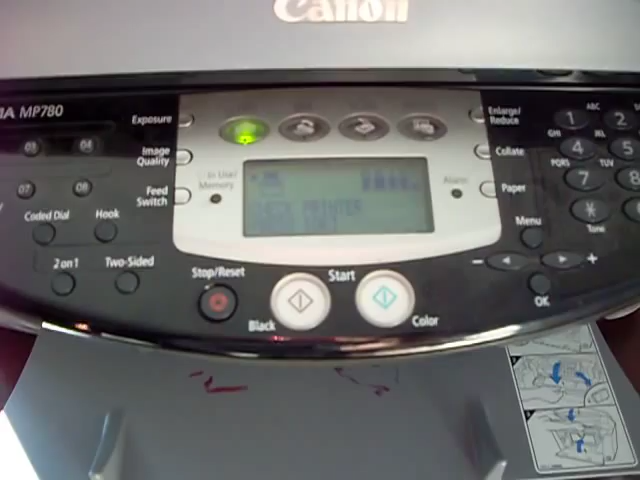 Canon
MP780
Exposure
Image
Quality
Feed
Switch
03
04
07
08
Coded Dial
Hook
2 on 1
Two-Sided
In Use/
Memory
Alarm
CHECK PRINTER
Stop/Reset
Start
Black
Color
Enlarge/
Reduce
Collate
Paper
Menu
OK
- +
ABC
1 2
GHI JKL
4 5
PQRS TUV
7 8
*
Tone